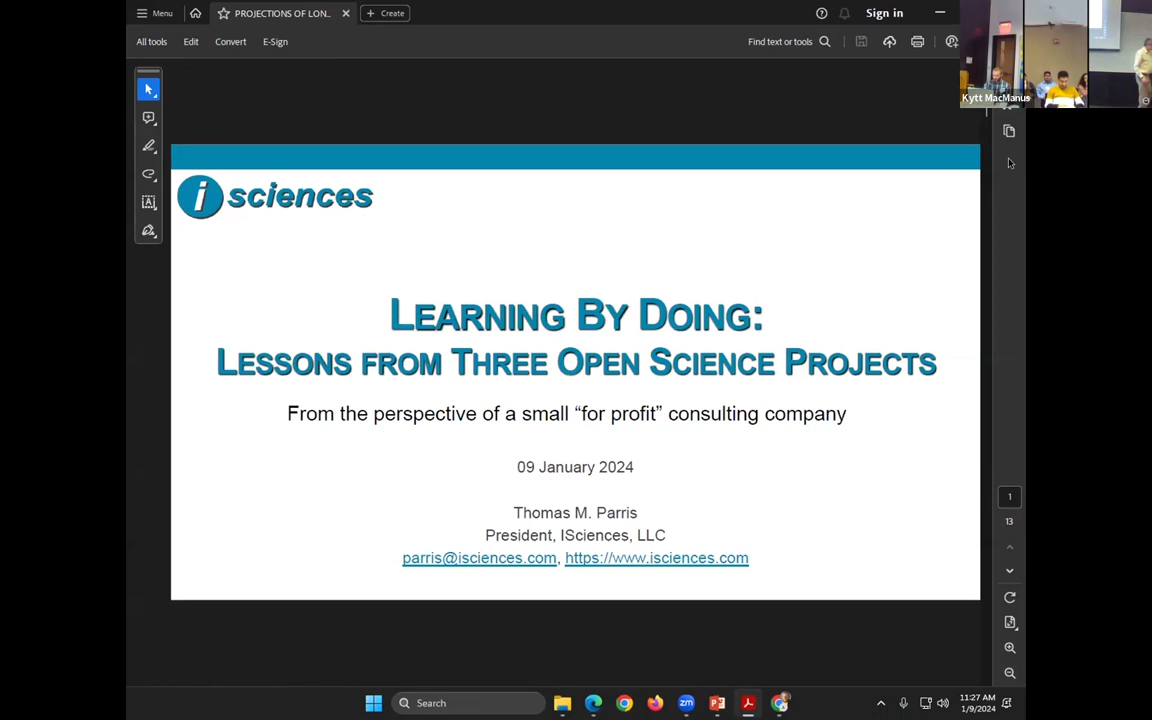 Menu
PROJECTIONS OF LON...
Create
Sign in
All tools
Edit
Convert
E-Sign
Find text or tools
Kytt MacManus
i sciences
LEARNING BY DOING:
LESSONS FROM THREE OPEN SCIENCE PROJECTS
From the perspective of a small “for profit” consulting company
09 January 2024
Thomas M. Parris
President, ISciences, LLC
parris@isciences.com, https://www.isciences.com
1
13
Search
11:27 AM
1/9/2024